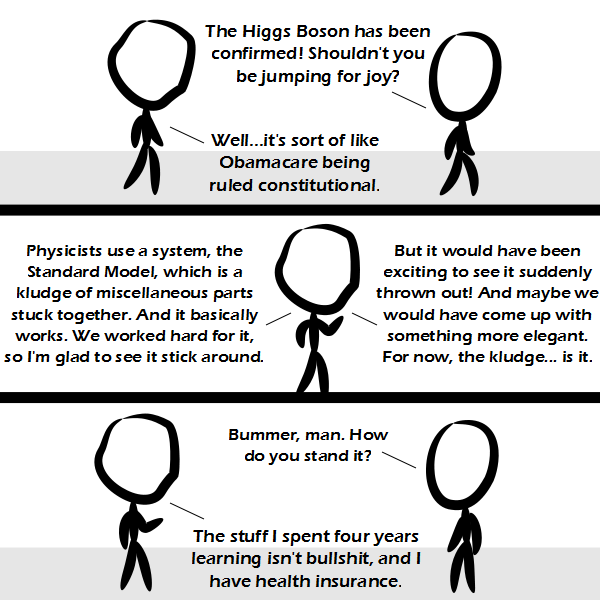 The Higgs Boson has been
confirmed! Shouldn't you
be jumping for joy?
Well...it's sort of like
Obamacare being
ruled constitutional.
Physicists use a system, the
Standard Model, which is a
kludge of miscellaneous parts
stuck together. And it basically
works. We worked hard for it,
so I'm glad to see it stick around.
But it would have been
exciting to see it suddenly
thrown out! And maybe we
would have come up with
something more elegant.
For now, the kludge... is it.
Bummer, man. How
do you stand it?
The stuff I spent four years
learning isn't bullshit, and I
have health insurance.